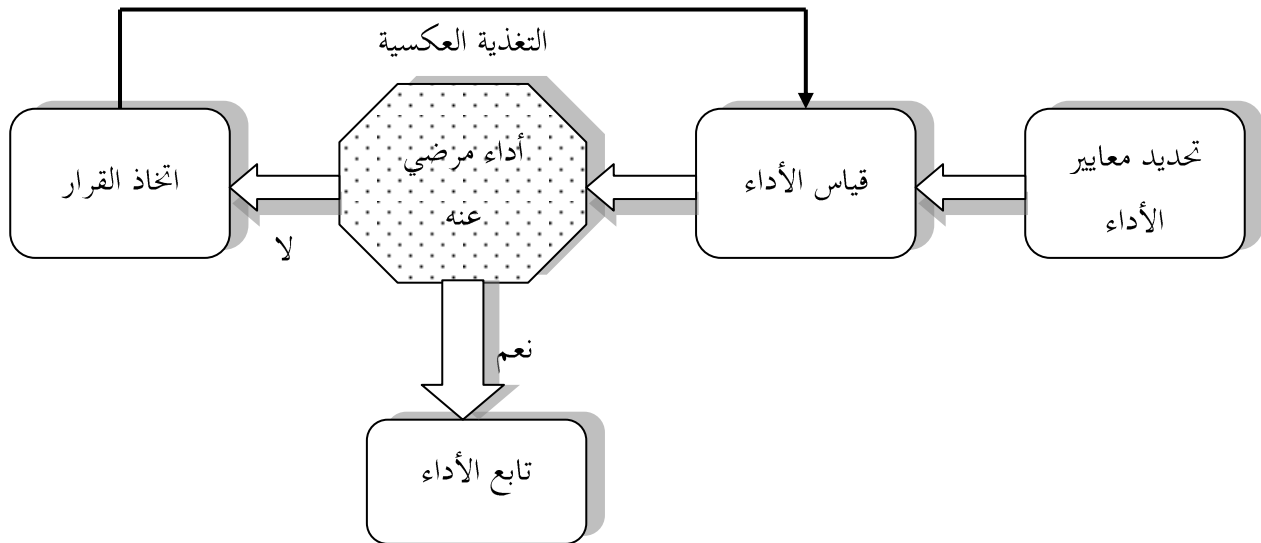 التغذية العكسية
تحديد معايير
الأداء
قياس الأداء
أداء مرضي
عنه
اتخاذ القرار
لا
نعم
تابع الأداء